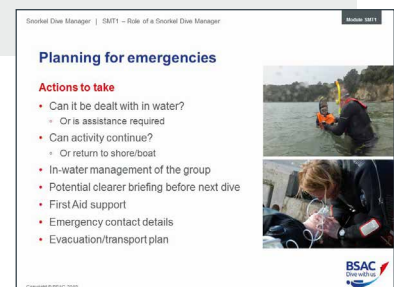 Snorkel Dive Manager | SMT1 – Role of a Snorkel Dive Manager
Module SMT1
Planning for emergencies
Actions to take
• Can it be dealt with in water?
◦ Or is assistance required
• Can activity continue?
◦ Or return to shore/boat
• In-water management of the group
• Potential clearer briefing before next dive
• First Aid support
• Emergency contact details
• Evacuation/transport plan
BSAC
Dive with us